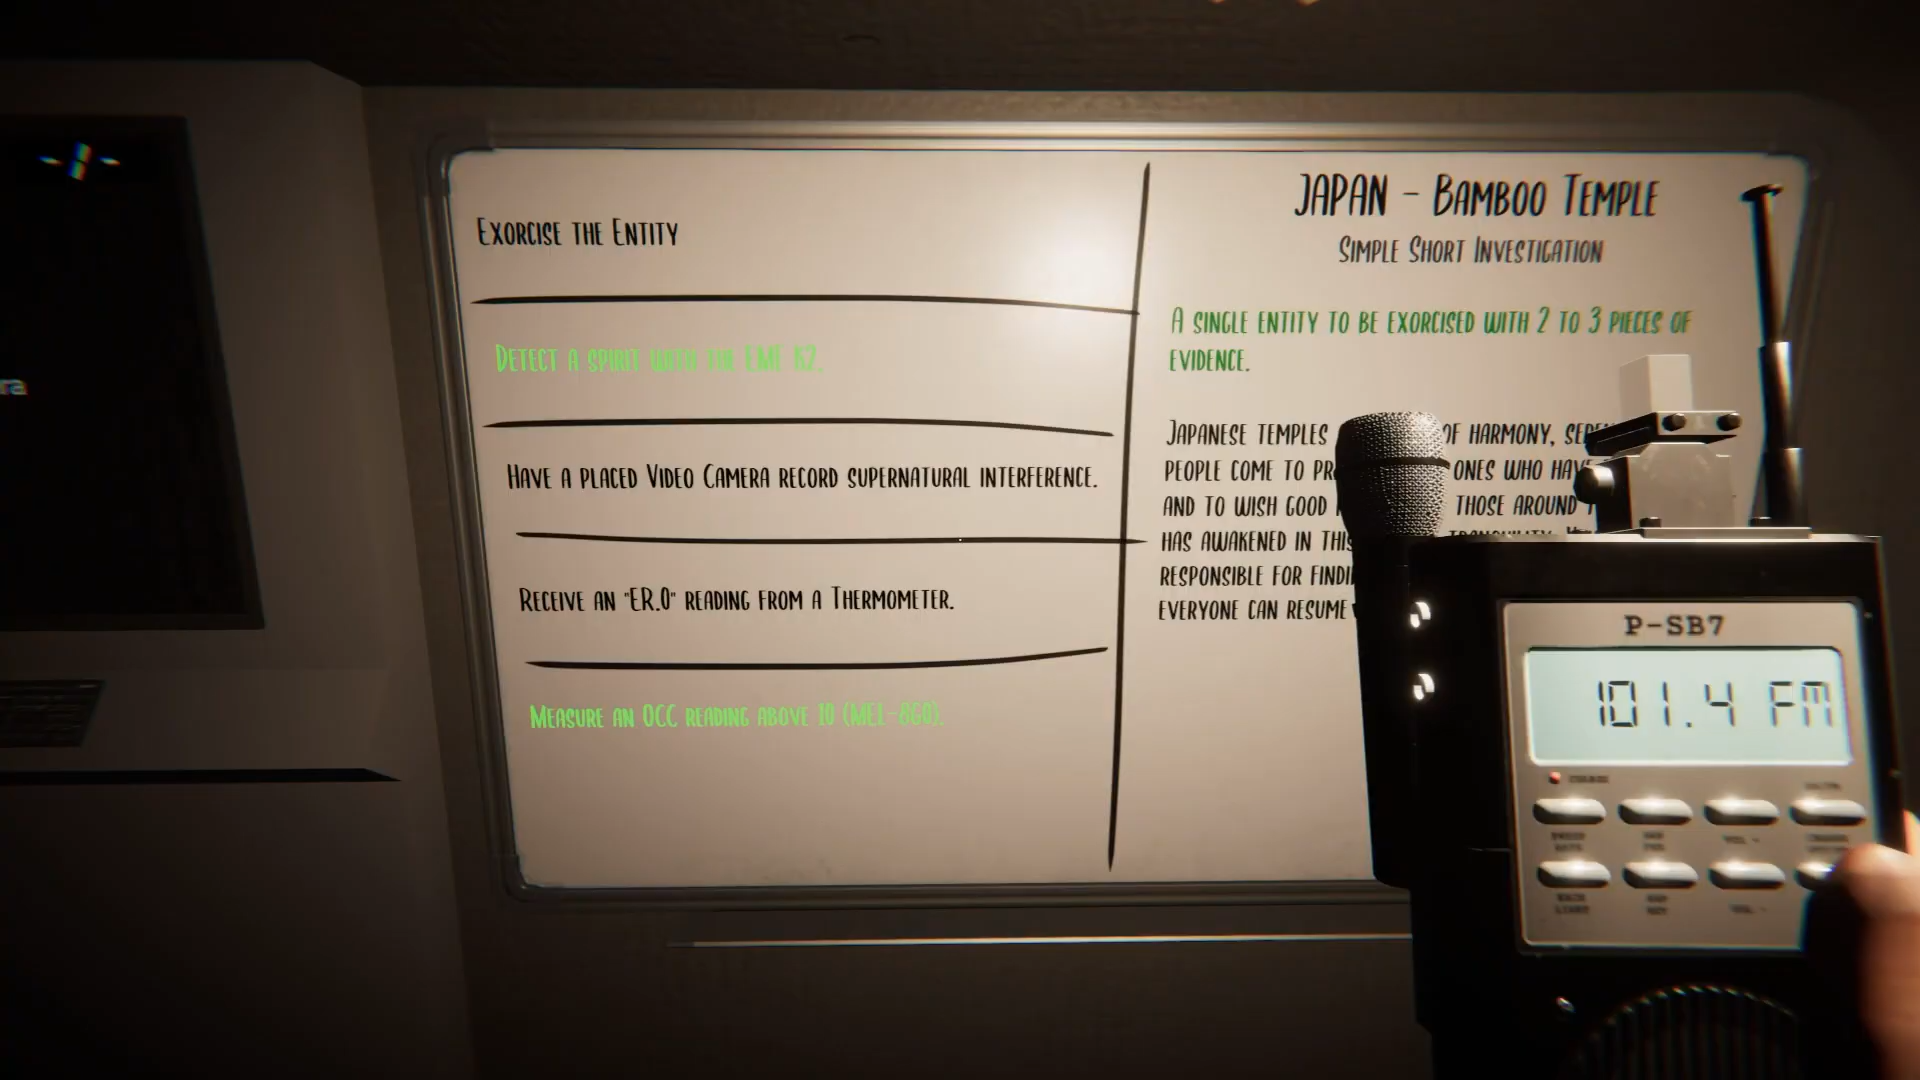 ra
Exorcise the Entity
Detect a spirit with the EMF K2.
Have a placed Video Camera record supernatural interference.
Receive an "ER.0" reading from a Thermometer.
Measure an OCC reading above 10 (MEL-8GO).
JAPAN - Bamboo Temple
Simple Short Investigation
A single entity to be exorcised with 2 to 3 pieces of
evidence.
Japanese temples of harmony,
people come to ones who have
and to wish good those around
has awakened in this
responsible for
everyone can resume
P-SB7
101.4 FM
VOL +
VOL -